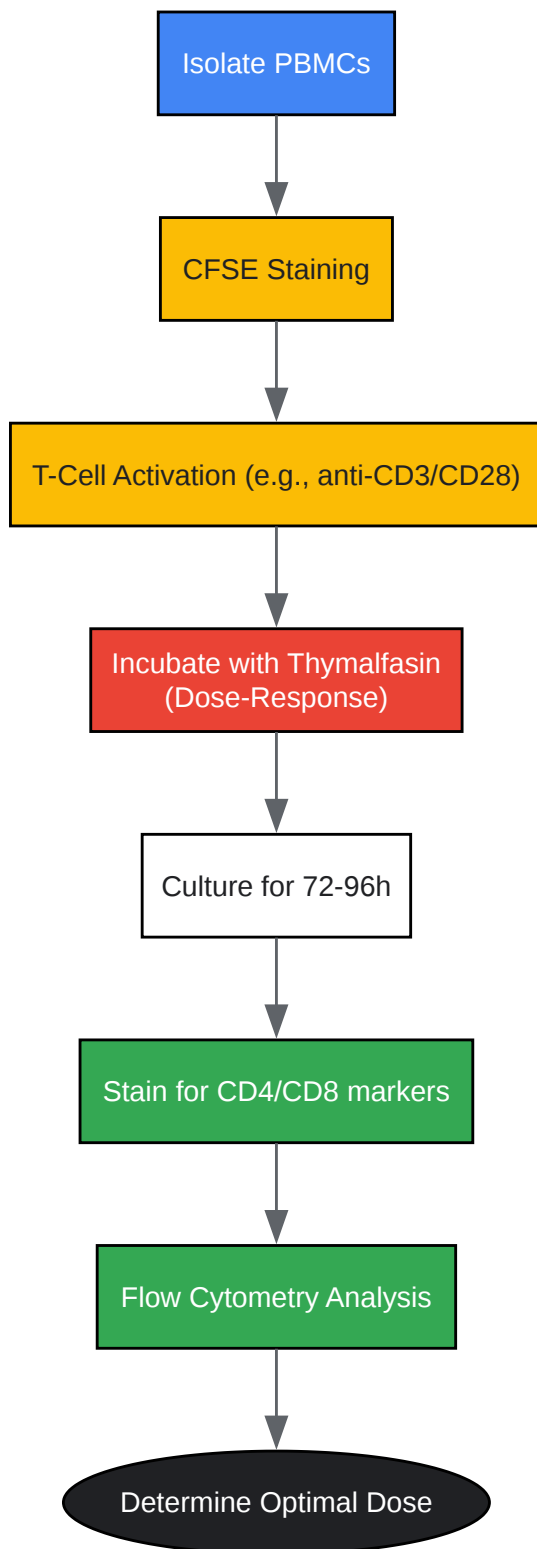 Isolate PBMCs
CFSE Staining
T-Cell Activation (e.g., anti-CD3/CD28)
Incubate with Thymalfasin
(Dose-Response)
Culture for 72-96h
Stain for CD4/CD8 markers
Flow Cytometry Analysis
Determine Optimal Dose